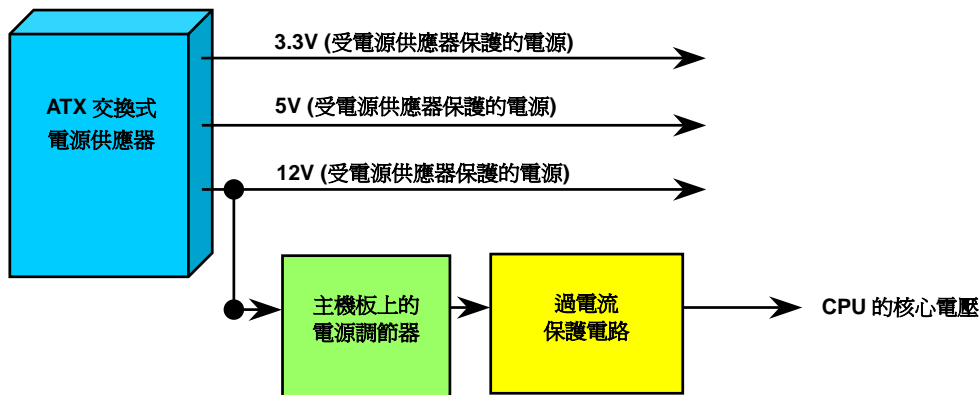 3.3V (受電源供應器保護的電源)
ATX 交換式
電源供應器
5V (受電源供應器保護的電源)
12V (受電源供應器保護的電源)
主機板上的
電源調節器
過電流
保護電路
CPU 的核心電壓